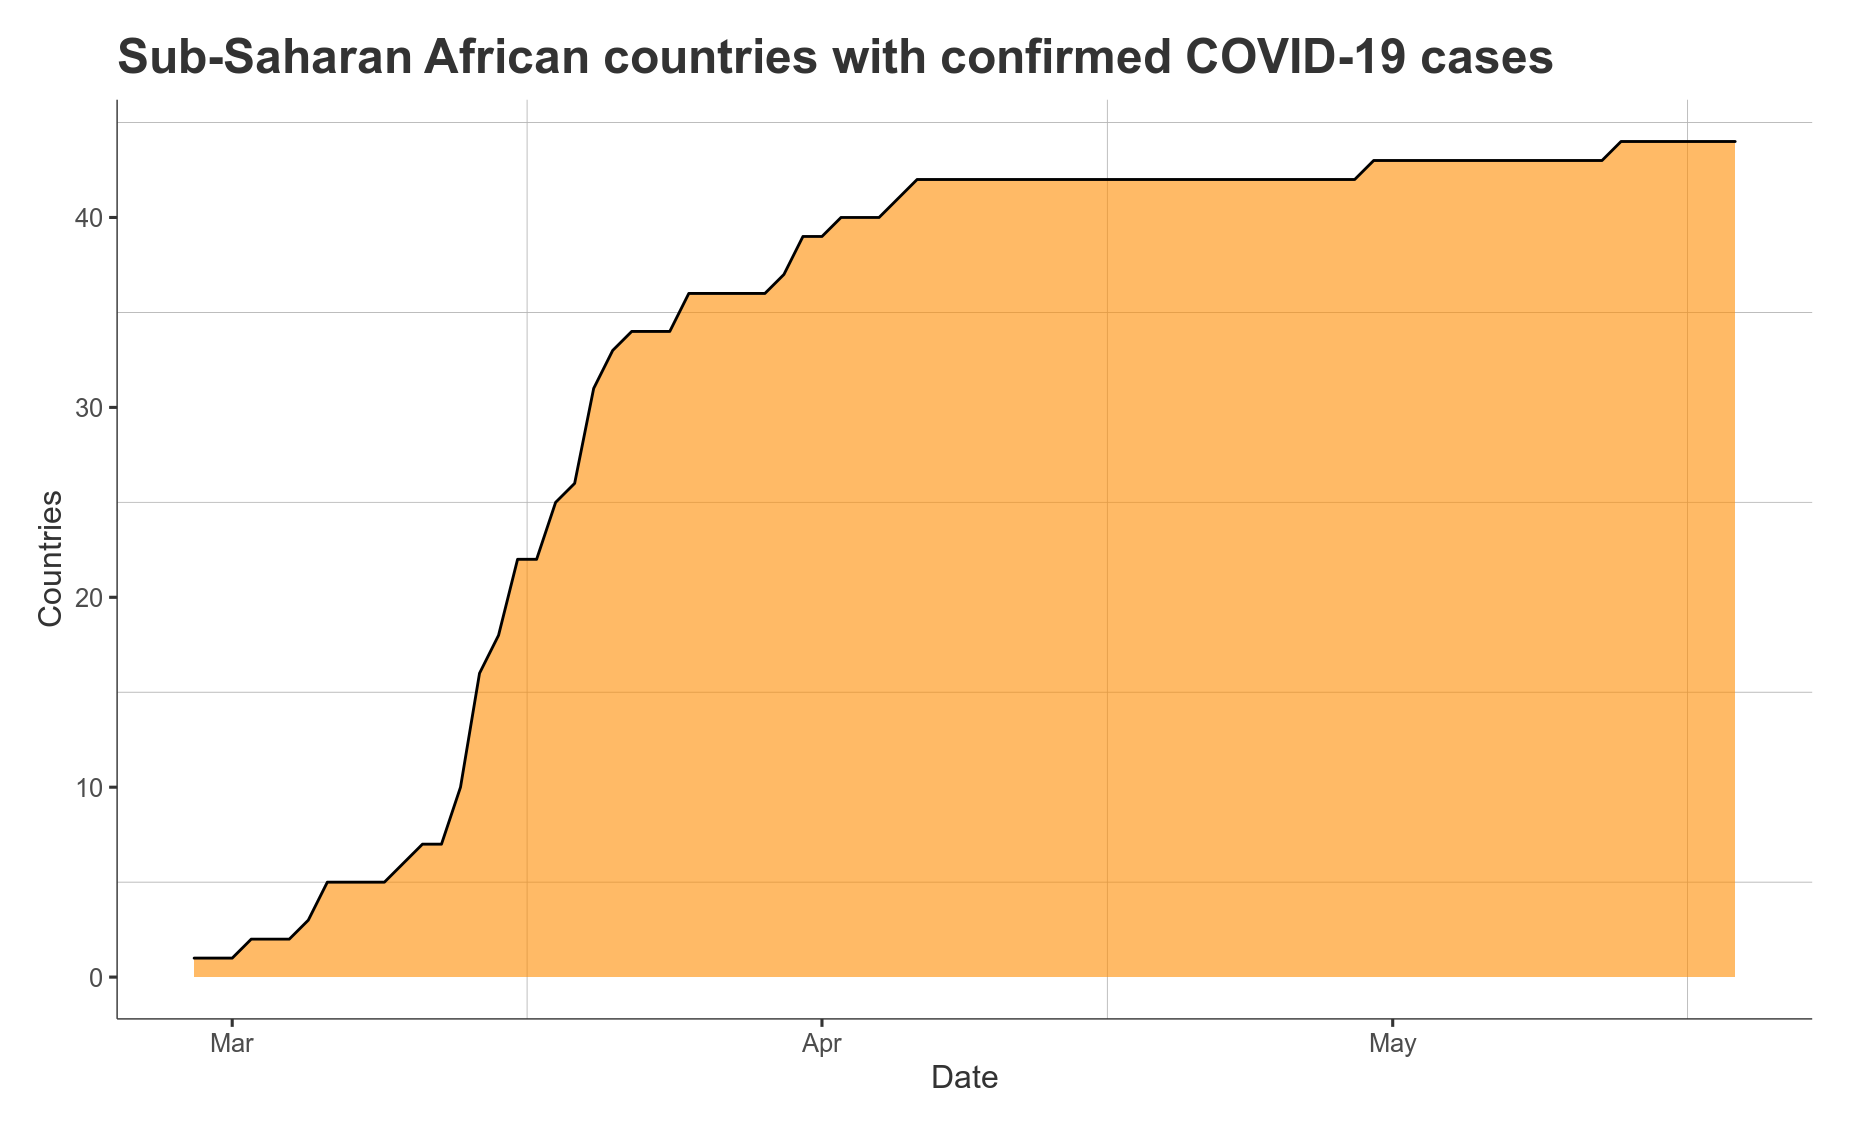 Sub-Saharan African countries with confirmed COVID-19 cases
Countries
40
30
20
10
0
Mar
Apr
May
Date